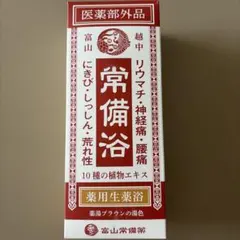 医薬部外品
越中
富山
リウマチ・神経痛・腰痛
にきび・しっしん・荒れ性
常備浴
10種の植物エキス
薬用生薬浴
薬湯ブラウンの湯色
富山常備薬